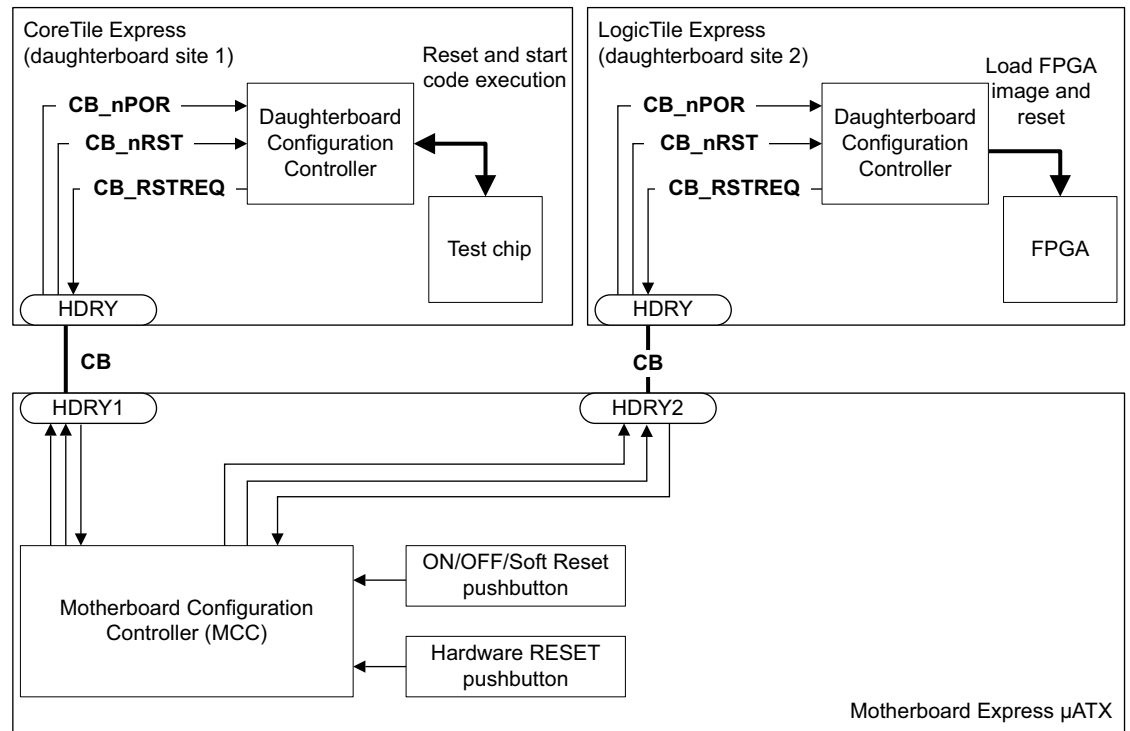 CoreTile Express
(daughterboard site 1)
Reset and start
code execution
CB_nPOR
CB_nRST
CB_RSTREQ
Daughterboard
Configuration
Controller
Test chip
HDRY
CB
LogicTile Express
(daughterboard site 2)
Load FPGA
image and
reset
CB_nPOR
CB_nRST
CB_RSTREQ
Daughterboard
Configuration
Controller
FPGA
HDRY
CB
HDRY1
HDRY2
Motherboard Configuration
Controller (MCC)
ON/OFF/Soft Reset
pushbutton
Hardware RESET
pushbutton
Motherboard Express µATX